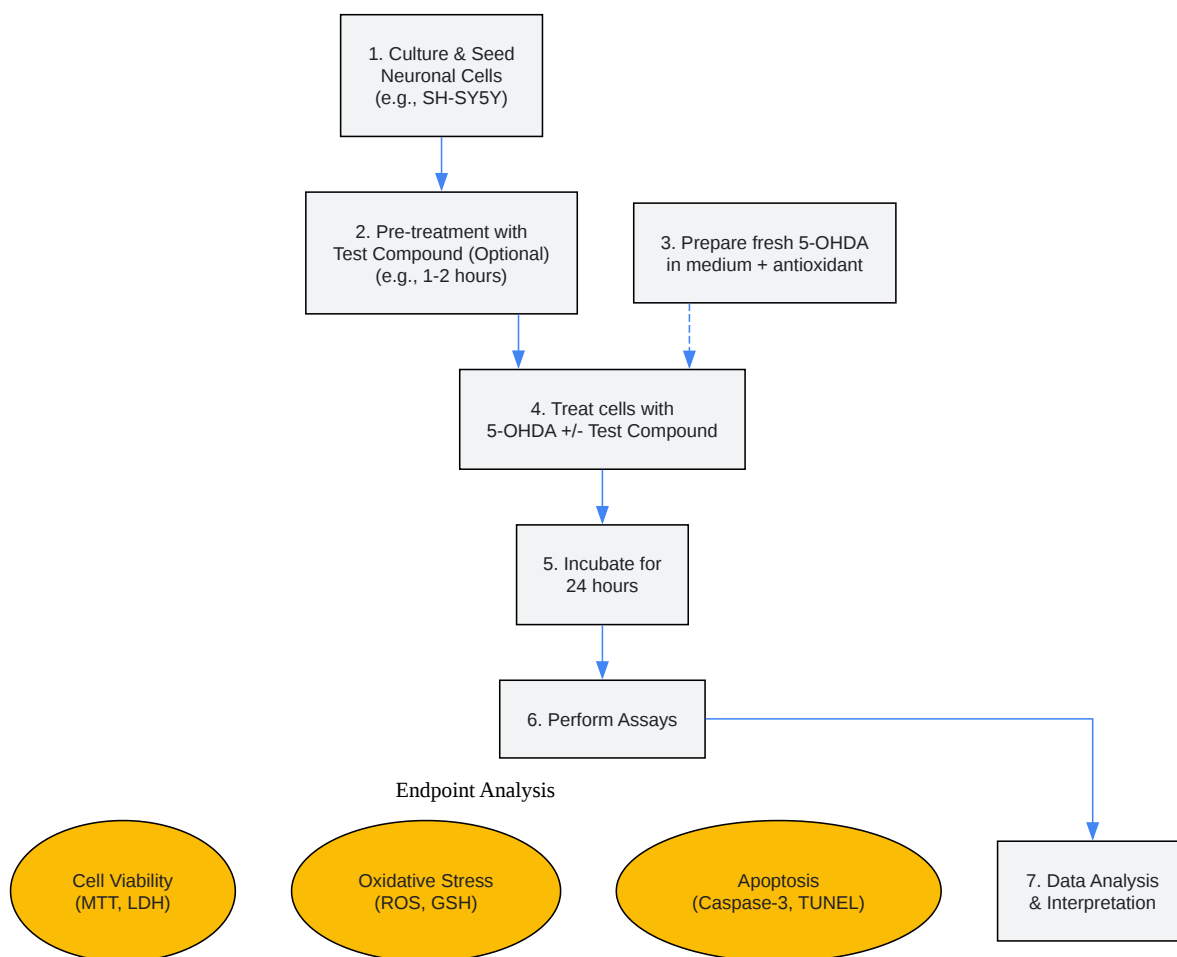 1. Culture & Seed
Neuronal Cells
(e.g., SH-SY5Y)
2. Pre-treatment with
Test Compound (Optional)
(e.g., 1-2 hours)
3. Prepare fresh 5-OHDA
in medium + antioxidant
4. Treat cells with
5-OHDA +/- Test Compound
5. Incubate for
24 hours
6. Perform Assays
Endpoint Analysis
Cell Viability
(MTT, LDH)
Oxidative Stress
(ROS, GSH)
Apoptosis
(Caspase-3, TUNEL)
7. Data Analysis
& Interpretation